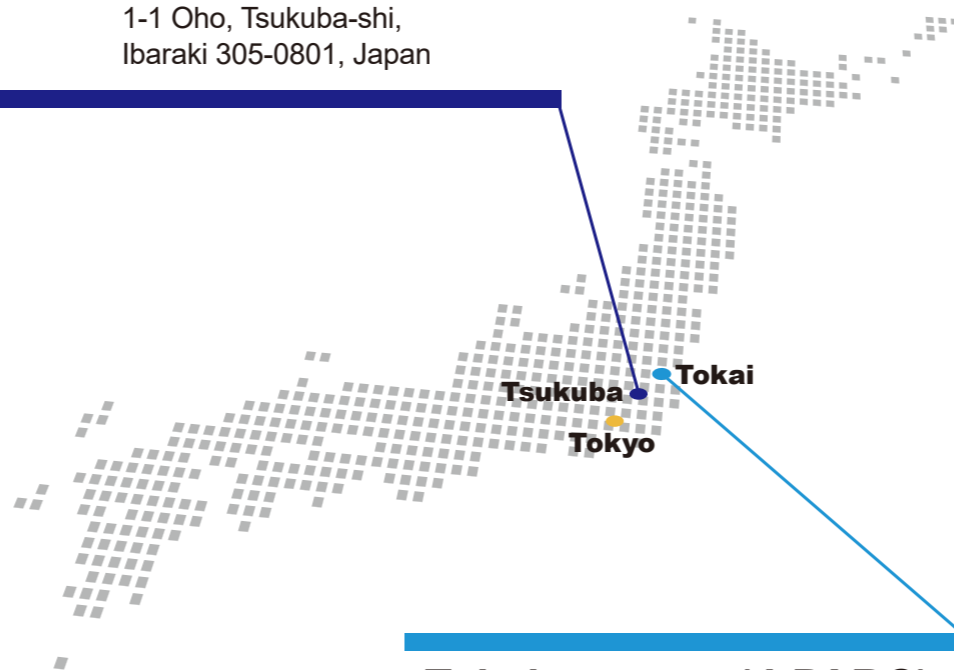 1-1 Oho, Tsukuba-shi,
Ibaraki 305-0801, Japan
Tokai
Tsukuba
Tokyo